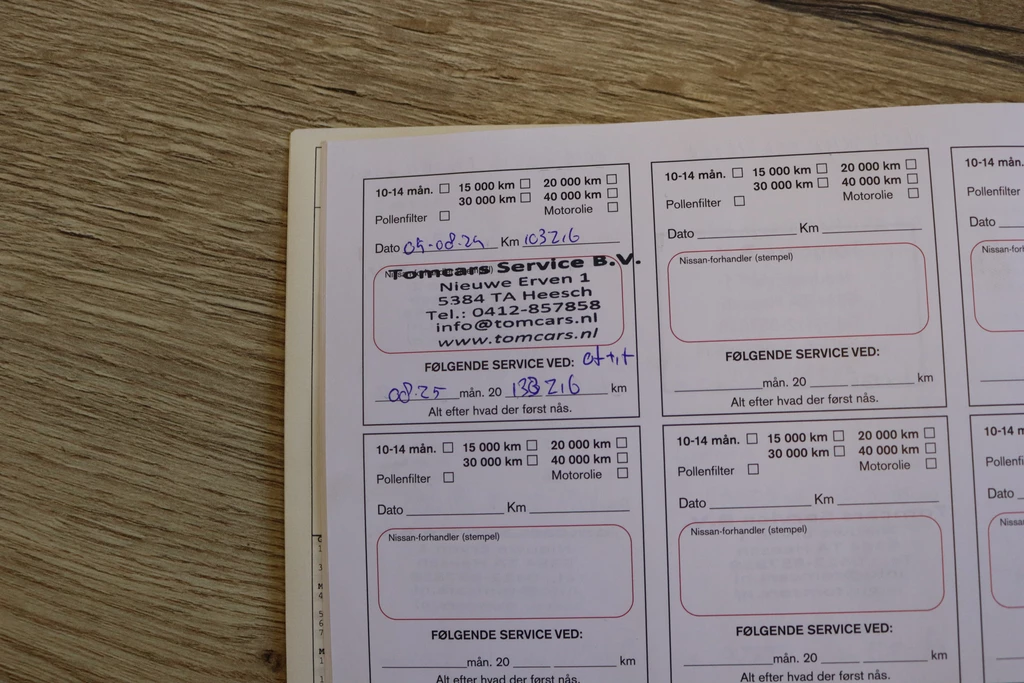 10-14 mån. 15 000 km 20 000 km
30 000 km 40 000 km
Pollenfilter Motorolie
Dato 05-08-24 Km 103216
Tomcars Service B.V.
Nieuwe Erven 1
5384 TA Heesch
Tel.: 0412-857858
info@tomcars.nl
www.tomcars.nl
FØLGENDE SERVICE VED:
08-25 mån. 20 133216 km
Alt efter hvad der først nås.
10-14 mån. 15 000 km 20 000 km
30 000 km 40 000 km
Pollenfilter Motorolie
Dato Km
Nissan-forhandler (stempel)
FØLGENDE SERVICE VED:
mån. 20 km
Alt efter hvad der først nås.
10-14 mån.
Pollenfilter
Dato
10-14 mån. 15 000 km 20 000 km
30 000 km 40 000 km
Pollenfilter Motorolie
Dato Km
Nissan-forhandler (stempel)
FØLGENDE SERVICE VED:
mån. 20 km
Alt efter hvad der først nås.
10-14 mån. 15 000 km 20 000 km
30 000 km 40 000 km
Pollenfilter Motorolie
Dato Km
Nissan-forhandler (stempel)
FØLGENDE SERVICE VED:
mån. 20 km
Alt efter hvad der først nås.
10-14
Dato